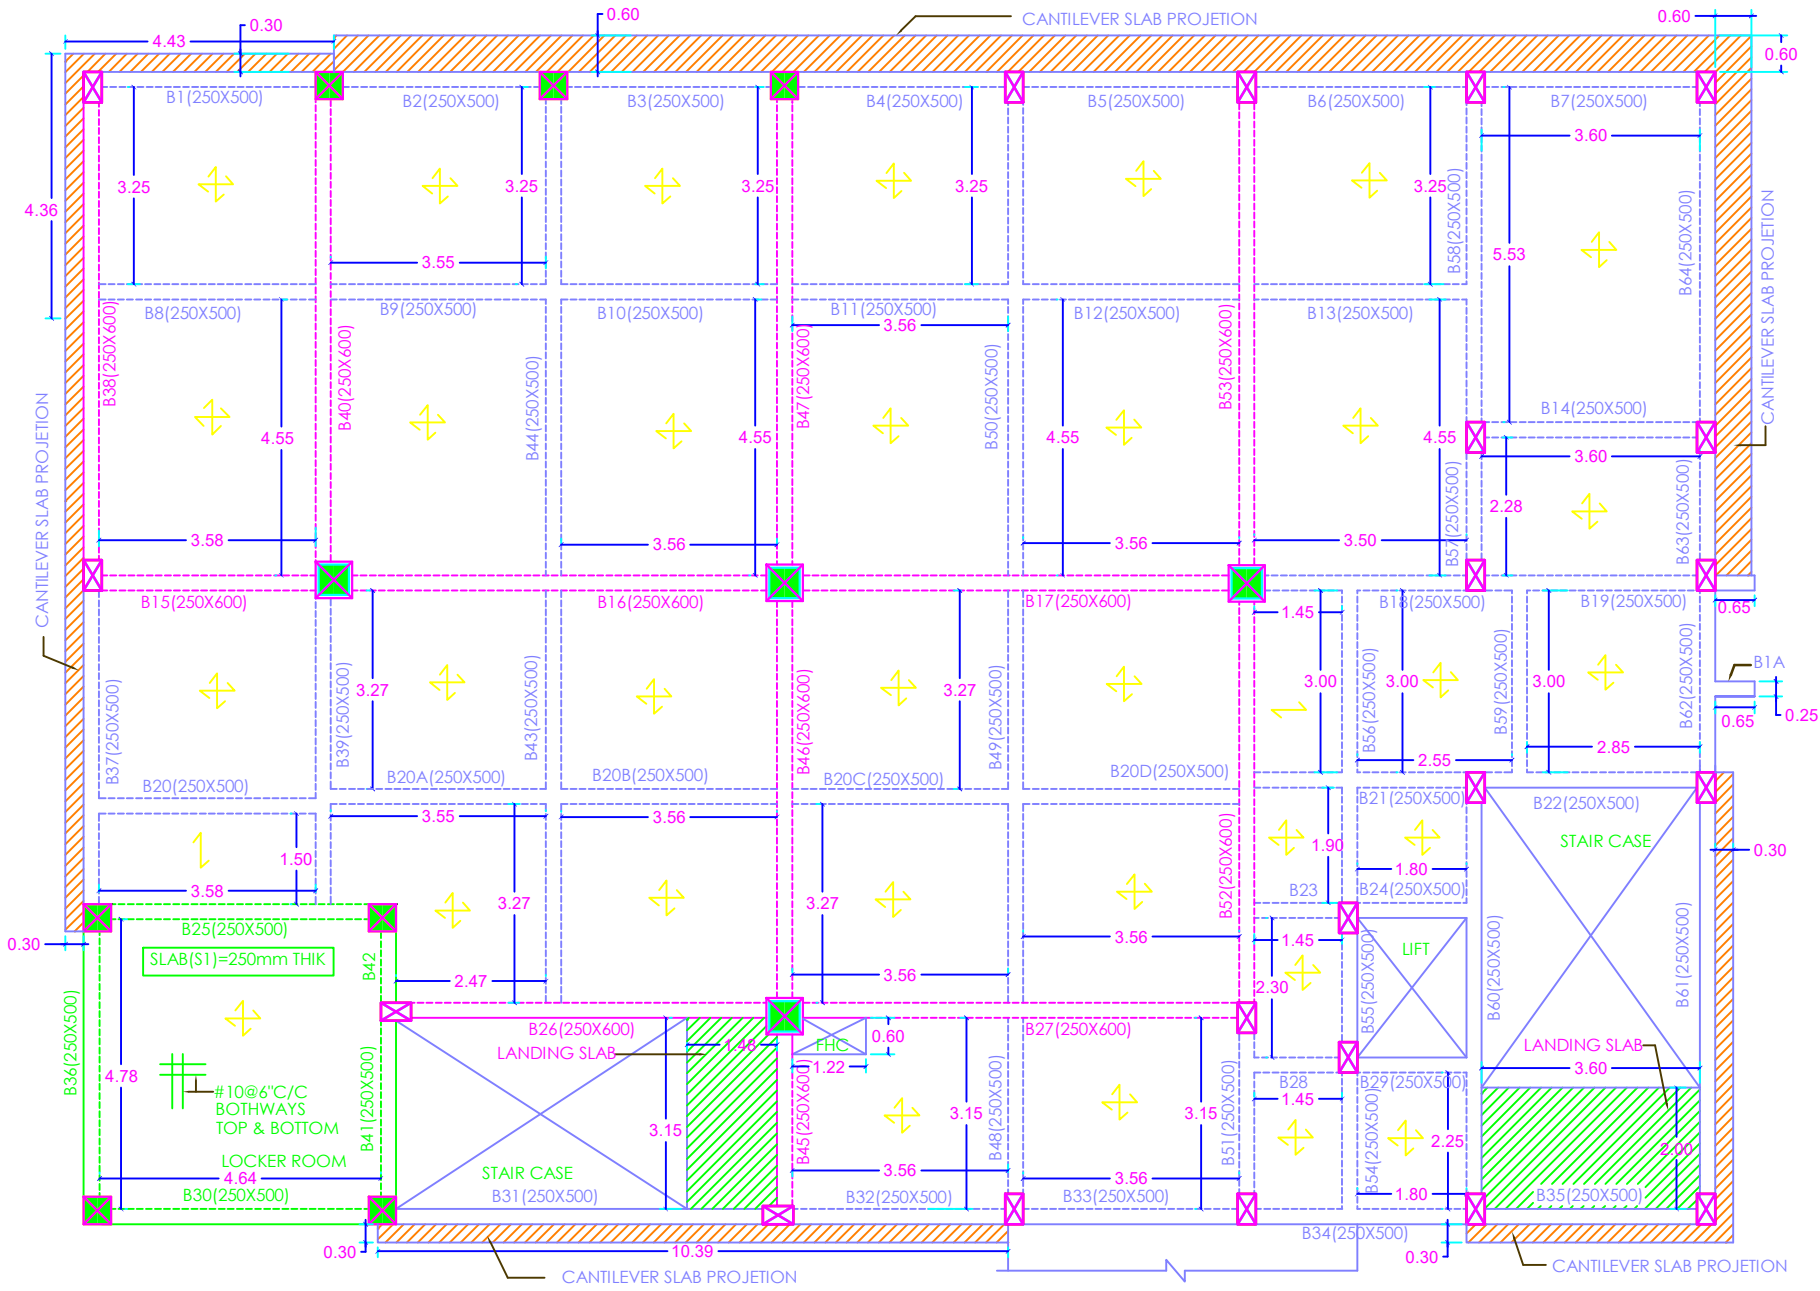 CANTILEVER SLAB PROJETION
0.60
0.60
0.30
4.43
0.60
B1(250X500)
B2(250X500)
B3(250X500)
B4(250X500)
B5(250X500)
B6(250X500)
B7(250X500)
3.60
3.25
3.25
3.25
3.25
3.25
4.36
B58(250X500)
B64(250X500)
CANTILEVER SLAB PROJETION
5.53
3.55
B8(250X500)
B9(250X500)
B10(250X500)
B11(250X500)
B12(250X500)
B13(250X500)
3.56
B38(250X600)
B40(250X600)
B44(250X500)
B47(250X600)
B50(250X500)
B53(250X600)
B14(250X500)
4.55
4.55
4.55
4.55
3.60
CANTILEVER SLAB PROJETION
B57(250X500)
2.28
B63(250X500)
3.58
3.56
3.56
3.50
B15(250X600)
B16(250X600)
B17(250X600)
B18(250X500)
B19(250X500)
1.45
0.65
B1A
B37(250X500)
B39(250X500)
3.27
B43(250X500)
B46(250X600)
3.27
B49(250X500)
3.00
B56(250X500)
3.00
B59(250X500)
3.00
B62(250X500)
0.65
0.25
2.55
2.85
B20(250X500)
B20A(250X500)
B20B(250X500)
B20C(250X500)
B20D(250X500)
B21(250X500)
B22(250X500)
3.55
3.56
STAIR CASE
1.50
1.90
0.30
3.58
1.80
B23
B24(250X500)
3.27
3.27
B52(250X600)
B25(250X500)
SLAB(S1)=250mm THIK
B42
3.56
1.45
LIFT
B60(250X500)
B61(250X500)
0.30
2.47
3.56
2.30
B55(250X500)
B26(250X600)
B27(250X600)
0.60
LANDING SLAB
1.48
FHC
1.22
LANDING SLAB
3.60
B36(250X500)
4.78
#10@6"C/C
BOTHWAYS
TOP & BOTTOM
B41(250X500)
3.15
B45(250X600)
3.15
B48(250X500)
3.15
B51(250X500)
B28
B29(250X500)
1.45
B54(250X500)
2.25
2.00
LOCKER ROOM
4.64
STAIR CASE
3.56
3.56
1.80
B30(250X500)
B31(250X500)
B32(250X500)
B33(250X500)
B35(250X500)
B34(250X500)
0.30
10.39
0.30
CANTILEVER SLAB PROJETION
CANTILEVER SLAB PROJETION